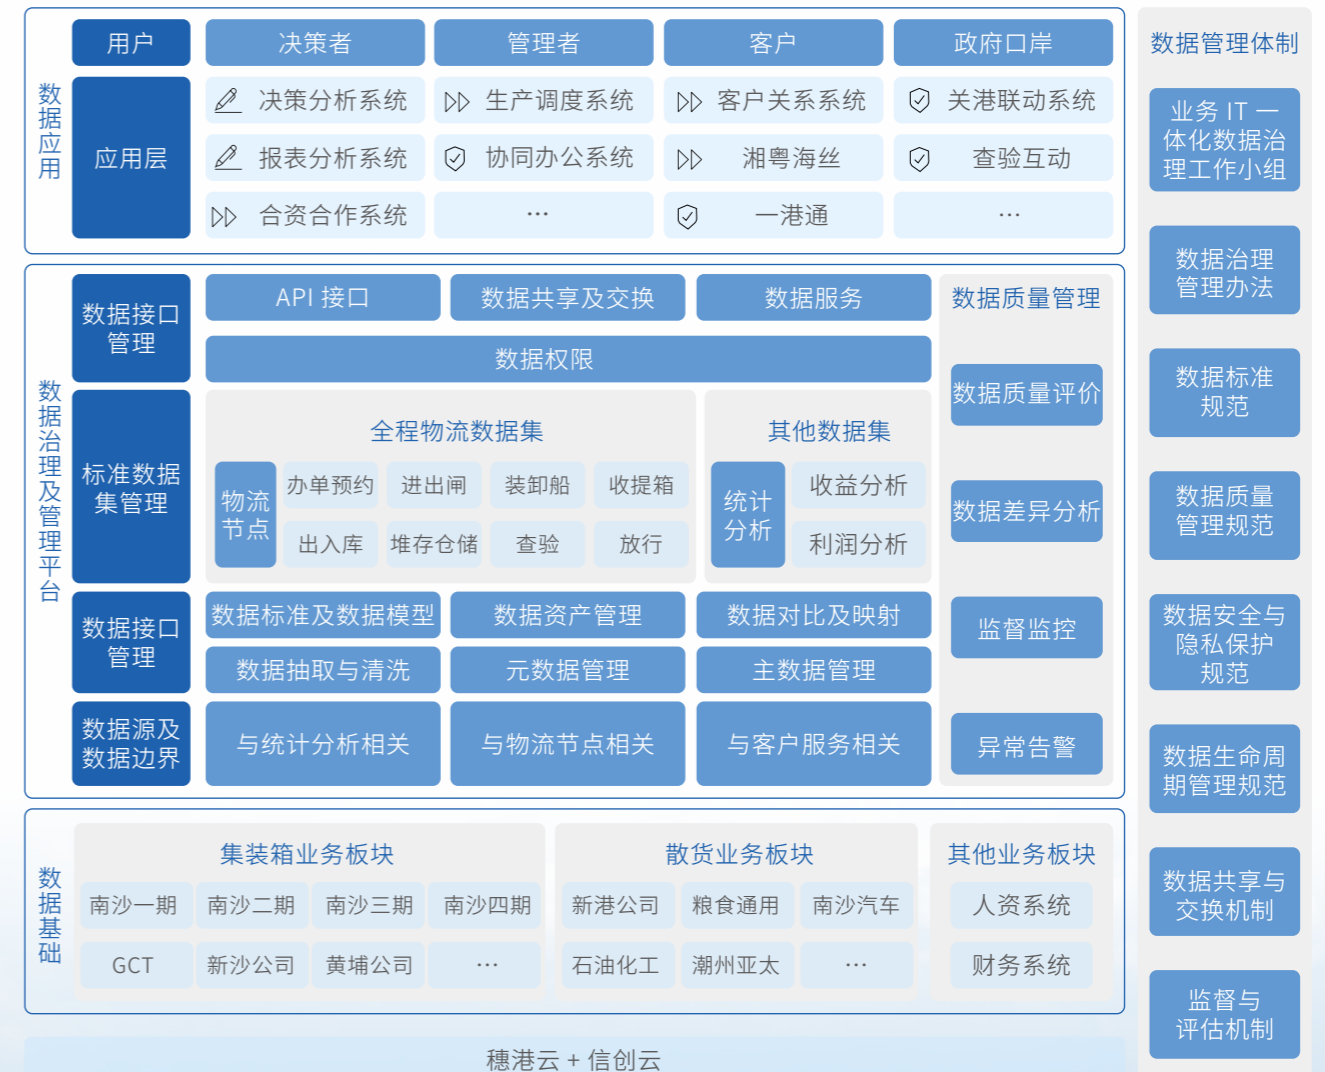 数据应用
用户
决策者
管理者
客户
政府口岸
应用层
决策分析系统
生产调度系统
客户关系系统
关港联动系统
报表分析系统
协同办公系统
湘粤海丝
查验互动
合资合作系统
…
一港通
…
数据治理及管理平台
数据接口
管理
API 接口
数据共享及交换
数据服务
数据权限
标准数据
集管理
全程物流数据集
物流
节点
办单预约
进出闸
装卸船
收提箱
出入库
堆存仓储
查验
放行
其他数据集
统计
分析
收益分析
利润分析
数据接口
管理
数据标准及数据模型
数据资产管理
数据对比及映射
数据抽取与清洗
元数据管理
主数据管理
数据源及
数据边界
与统计分析相关
与物流节点相关
与客户服务相关
数据质量管理
数据质量评价
数据差异分析
监督监控
异常告警
数据基础
集装箱业务板块
南沙一期
南沙二期
南沙三期
南沙四期
GCT
新沙公司
黄埔公司
…
散货业务板块
新港公司
粮食通用
南沙汽车
石油化工
潮州亚太
…
其他业务板块
人资系统
财务系统
穗港云 + 信创云
数据管理体制
业务 IT 一
体化数据治
理工作小组
数据治理
管理办法
数据标准
规范
数据质量
管理规范
数据安全与
隐私保护
规范
数据生命周
期管理规范
数据共享与
交换机制
监督与
评估机制